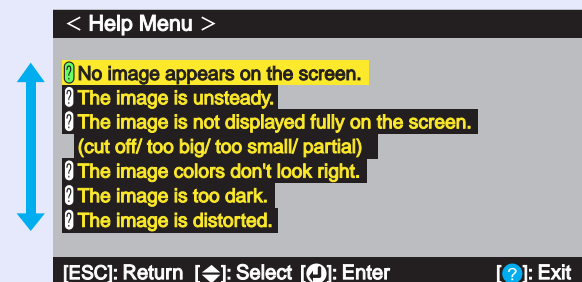 < Help Menu >
? No image appears on the screen.
? The image is unsteady.
? The image is not displayed fully on the screen.
(cut off/ too big/ too small/ partial)
? The image colors don't look right.
? The image is too dark.
? The image is distorted.
[ESC]: Return [◆]: Select [⏎]: Enter [?]: Exit